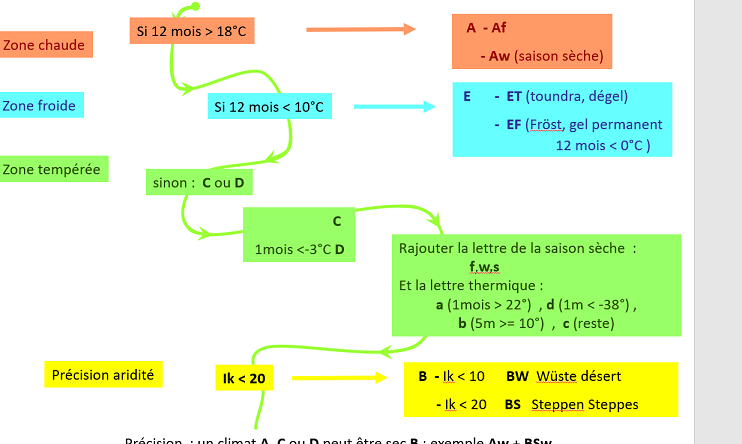 Si 12 mois > 18°C
A - Af
- Aw (saison sèche)
Zone chaude
Zone froide
Si 12 mois < 10°C
E - ET (toundra, dégel)
- EF (Fröst, gel permanent
12 mois < 0°C )
Zone tempérée
sinon : C ou D
C
1mois <-3°C D
Rajouter la lettre de la saison sèche :
f,w,s
Et la lettre thermique :
a (1mois > 22°) , d (1m < -38°) ,
b (5m >= 10°) , c (reste)
Précision aridité
Ik < 20
B - Ik < 10 BW Wüste désert
- Ik < 20 BS Steppen Steppes
Précision : un climat A, C ou D peut être sec B : exemple Aw + BSw